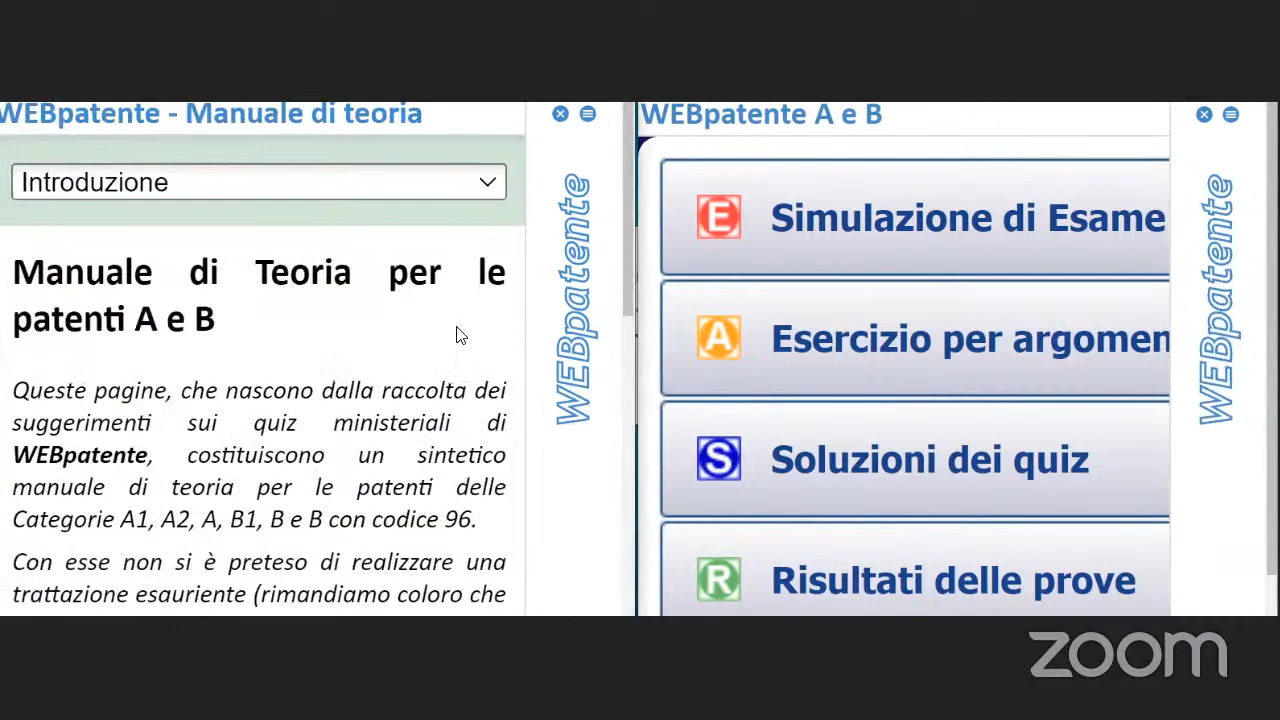 WEBpatente - Manuale di teoria
Introduzione
Manuale di Teoria per le
patenti A e B
Queste pagine, che nascono dalla raccolta dei
suggerimenti sui quiz ministeriali di
WEBpatente, costituiscono un sintetico
manuale di teoria per le patenti delle
Categorie A1, A2, A, B1, B e B con codice 96.
Con esse non si è preteso di realizzare una
trattazione esauriente (rimandiamo coloro che
WEBpatente
WEBpatente A e B
E Simulazione di Esame
A Esercizio per argomen
S Soluzioni dei quiz
R Risultati delle prove
WEBpatente
zoom